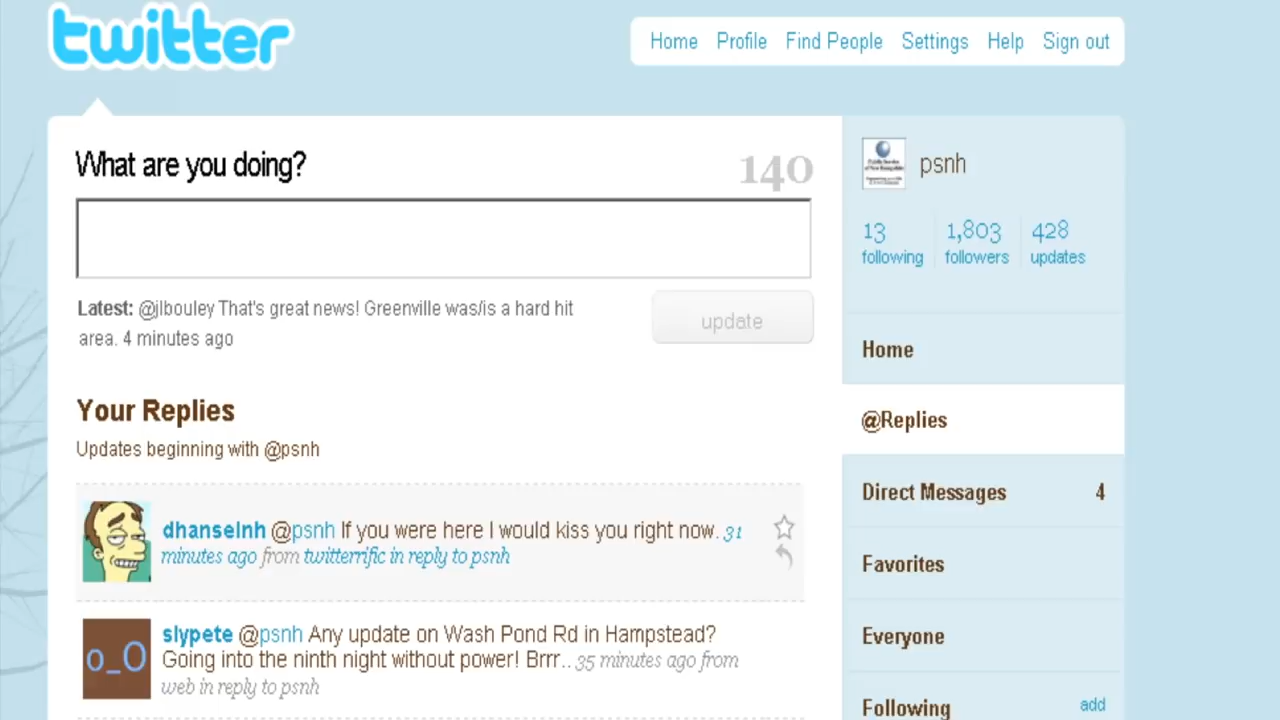 twitter
Home Profile Find People Settings Help Sign out
What are you doing? 140
Latest: @jlbouley That's great news! Greenville was/is a hard hit
area. 4 minutes ago
update
Your Replies
Updates beginning with @psnh
dhanselnh @psnh If you were here I would kiss you right now. 31
minutes ago from twitterrific in reply to psnh
slypete @psnh Any update on Wash Pond Rd in Hampstead?
Going into the ninth night without power! Brrr.. 35 minutes ago from
web in reply to psnh
o_O
psnh
13 1,803 428
following followers updates
Home
@Replies
Direct Messages 4
Favorites
Everyone
Following add